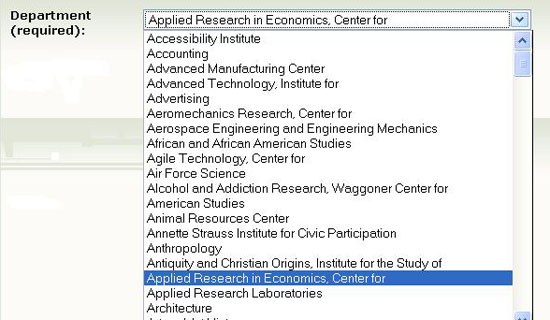 Department
(required):
Applied Research in Economics, Center for
Accessibility Institute
Accounting
Advanced Manufacturing Center
Advanced Technology, Institute for
Advertising
Aeromechanics Research, Center for
Aerospace Engineering and Engineering Mechanics
African and African American Studies
Agile Technology, Center for
Air Force Science
Alcohol and Addiction Research, Waggoner Center for
American Studies
Animal Resources Center
Annette Strauss Institute for Civic Participation
Anthropology
Antiquity and Christian Origins, Institute for the Study of
Applied Research in Economics, Center for
Applied Research Laboratories
Architecture